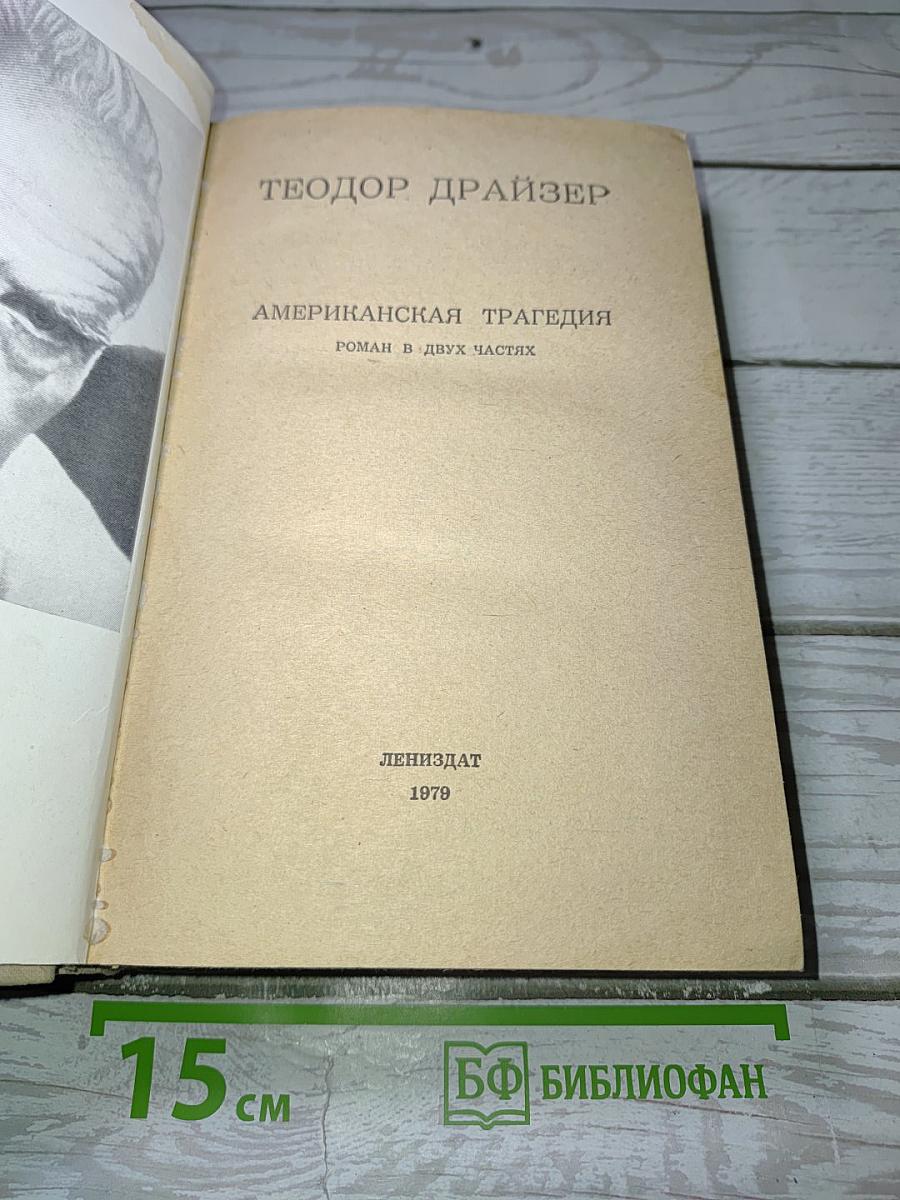 ТЕОДОР ДРАЙЗЕР
АМЕРИКАНСКАЯ ТРАГЕДИЯ
РОМАН В ДВУХ ЧАСТЯХ
ЛЕНИЗДАТ
1979
15 см
БФ БИБЛИОФАН